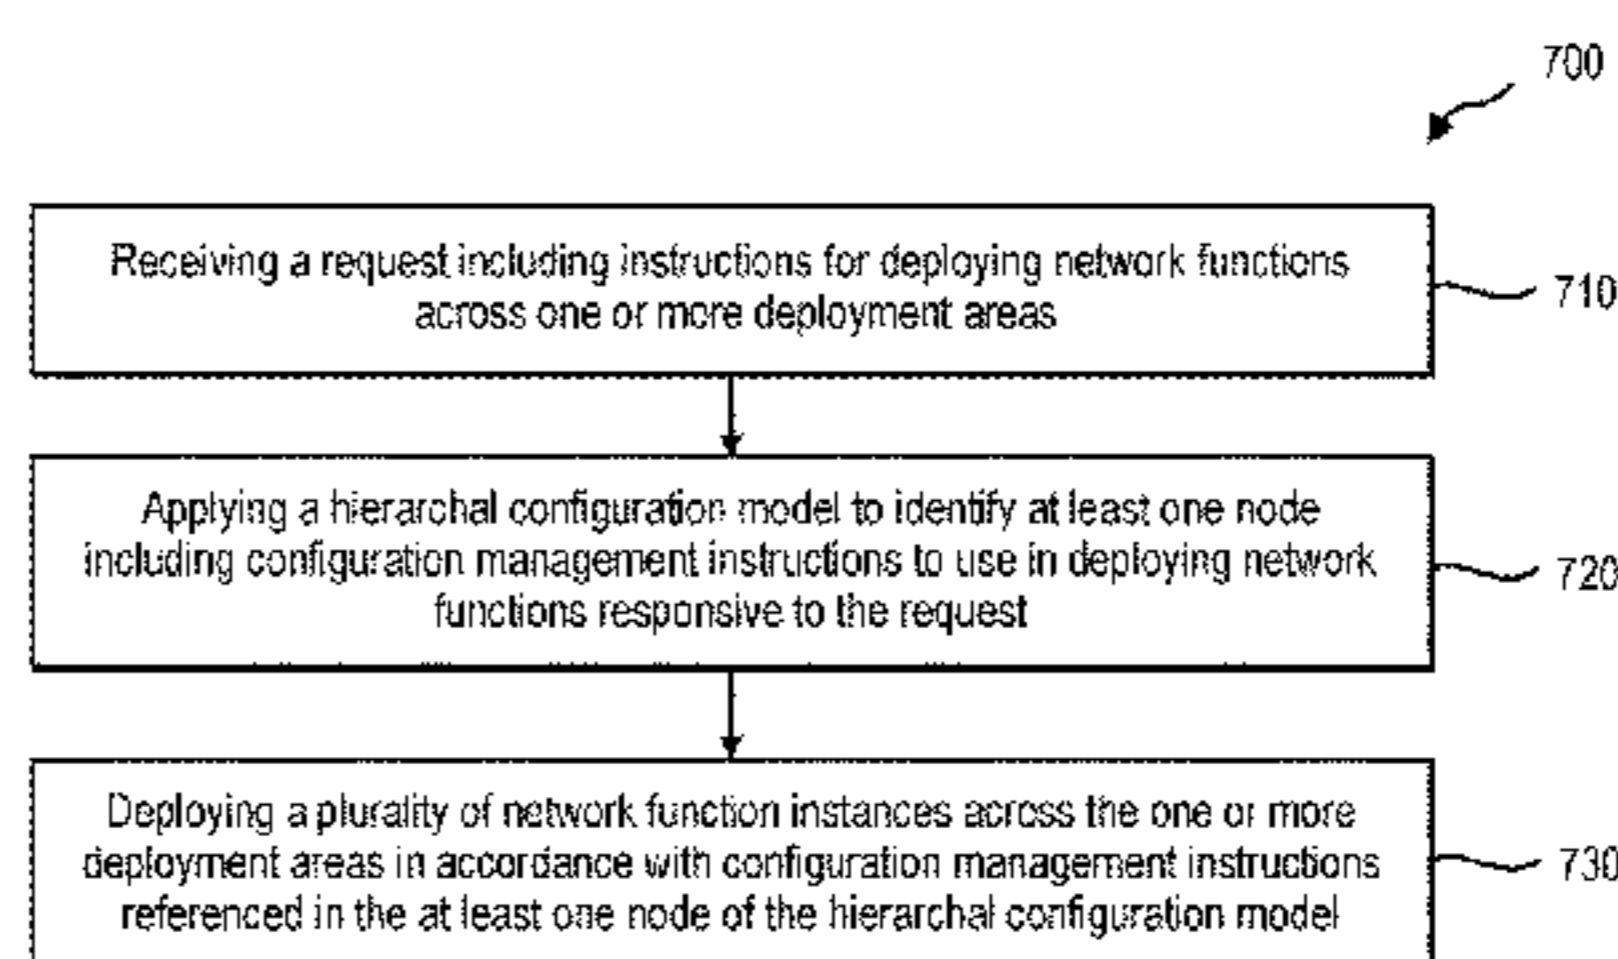 700
Receiving a request including instructions for deploying network functions
across one or more deployment areas
710
Applying a hierarchal configuration model to identify at least one node
including configuration management instructions to use in deploying network
functions responsive to the request
720
Deploying a plurality of network function instances across the one or more
deployment areas in accordance with configuration management instructions
referenced in the at least one node of the hierarchal configuration model
730